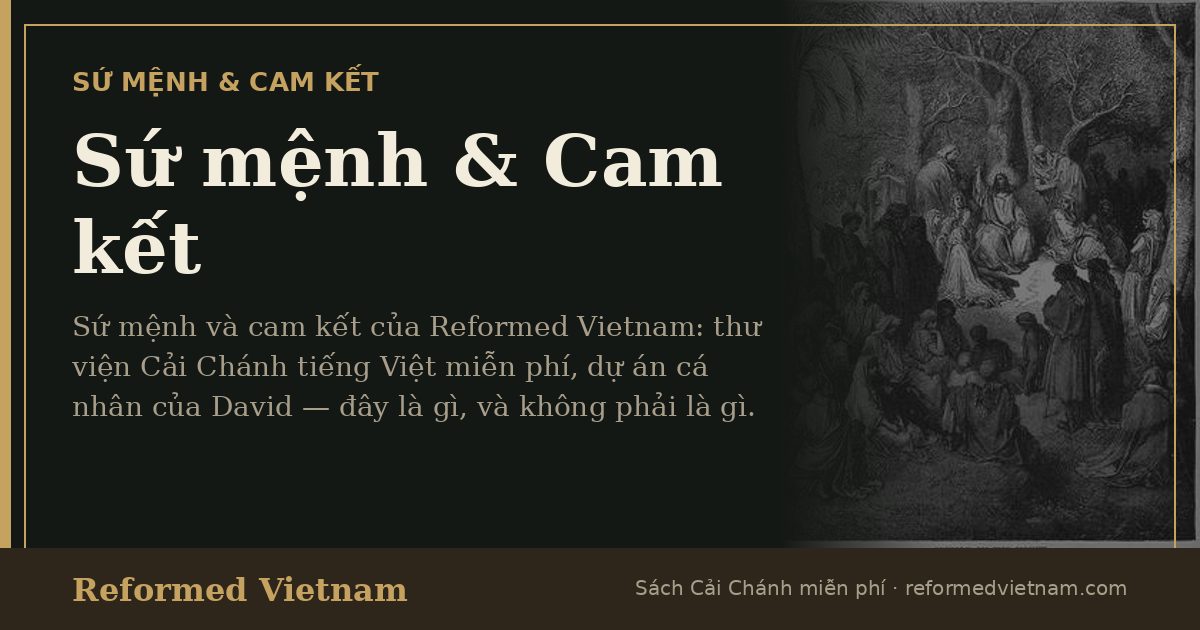 SỨ MỆNH & CAM KẾT
Sứ mệnh & Cam
kết
Sứ mệnh và cam kết của Reformed Vietnam: thư
viện Cải Chánh tiếng Việt miễn phí, dự án cá
nhân của David — đây là gì, và không phải là gì.
Reformed Vietnam
Sách Cải Chánh miễn phí · reformedvietnam.com